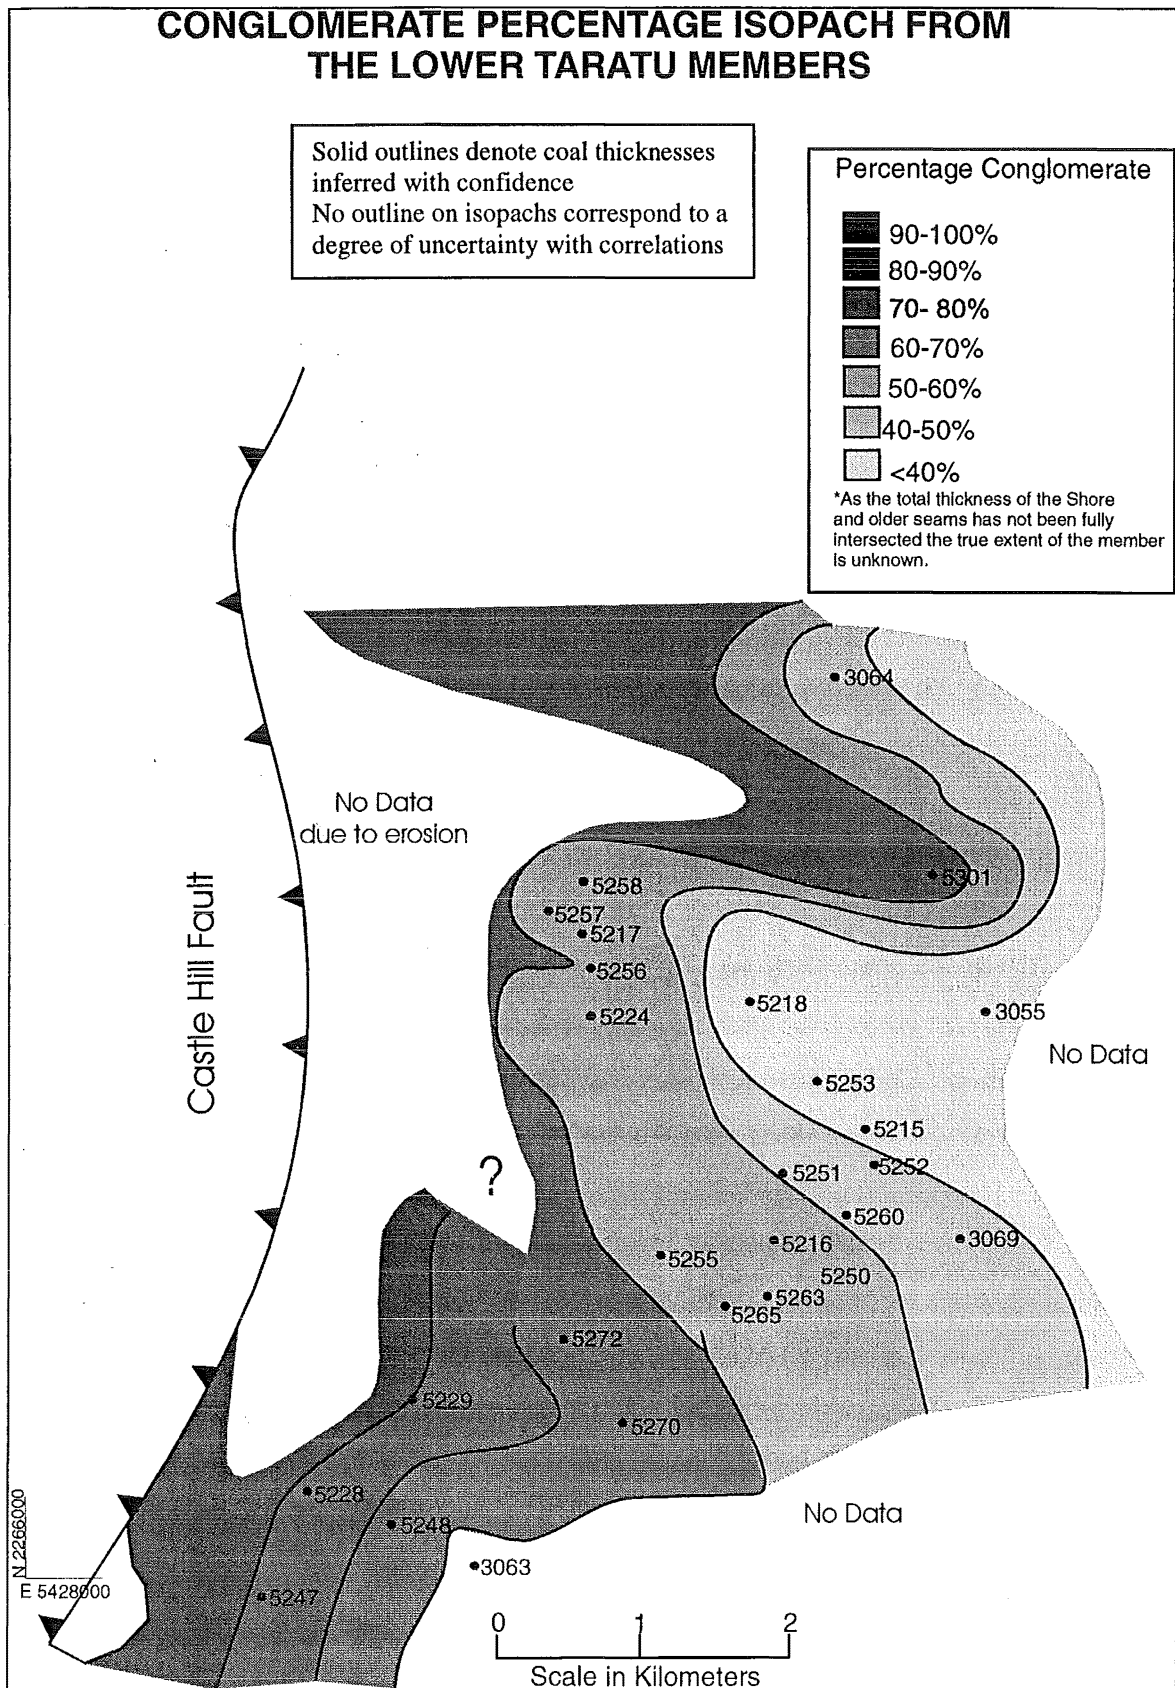 CONGLOMERATE PERCENTAGE ISOPACH FROM
THE LOWER TARATU MEMBERS
Solid outlines denote coal thicknesses
inferred with confidence
No outline on isopachs correspond to a
degree of uncertainty with correlations
Percentage Conglomerate
90-100%
80-90%
70- 80%
60-70%
50-60%
40-50%
<40%
*As the total thickness of the Shore
and older seams has not been fully
intersected the true extent of the member
is unknown.
3064
No Data
due to erosion
Castle Hill Fault
5301
5258
5257
5217
5256
5224
5218
3055
No Data
5253
5215
5252
5251
?
5260
3069
5216
5255
5250
5263
5265
5272
5229
5270
5228
No Data
5248
3063
N 2266000
E 5428000
5247
0 1 2
Scale in Kilometers